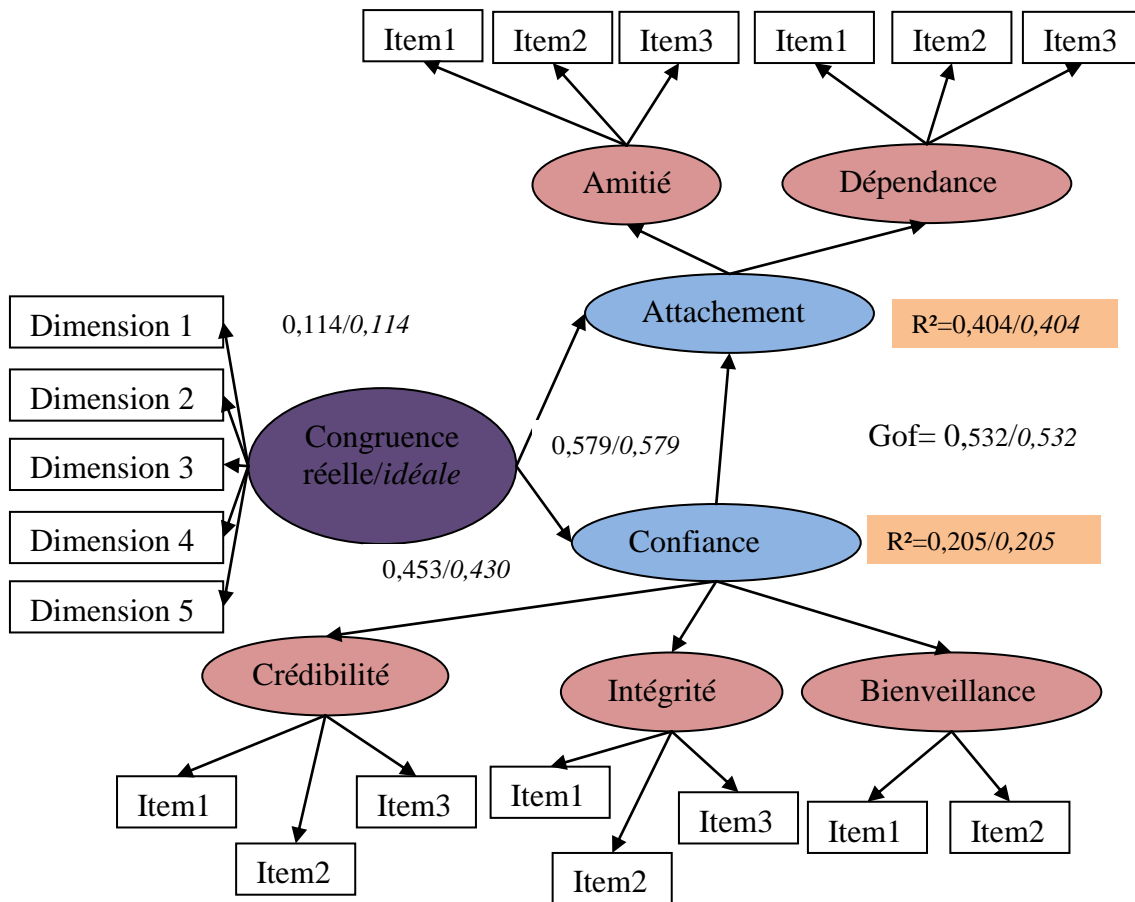 Item1
Item2
Item3
Item1
Item2
Item3
Amitié
Dépendance
Attachement
R²=0,404/0,404
Dimension 1
0,114/0,114
Dimension 2
Dimension 3
Dimension 4
Dimension 5
Congruence
réelle/idéale
0,579/0,579
Gof= 0,532/0,532
Confiance
R²=0,205/0,205
0,453/0,430
Crédibilité
Intégrité
Bienveillance
Item1
Item2
Item3
Item1
Item2
Item3
Item1
Item2